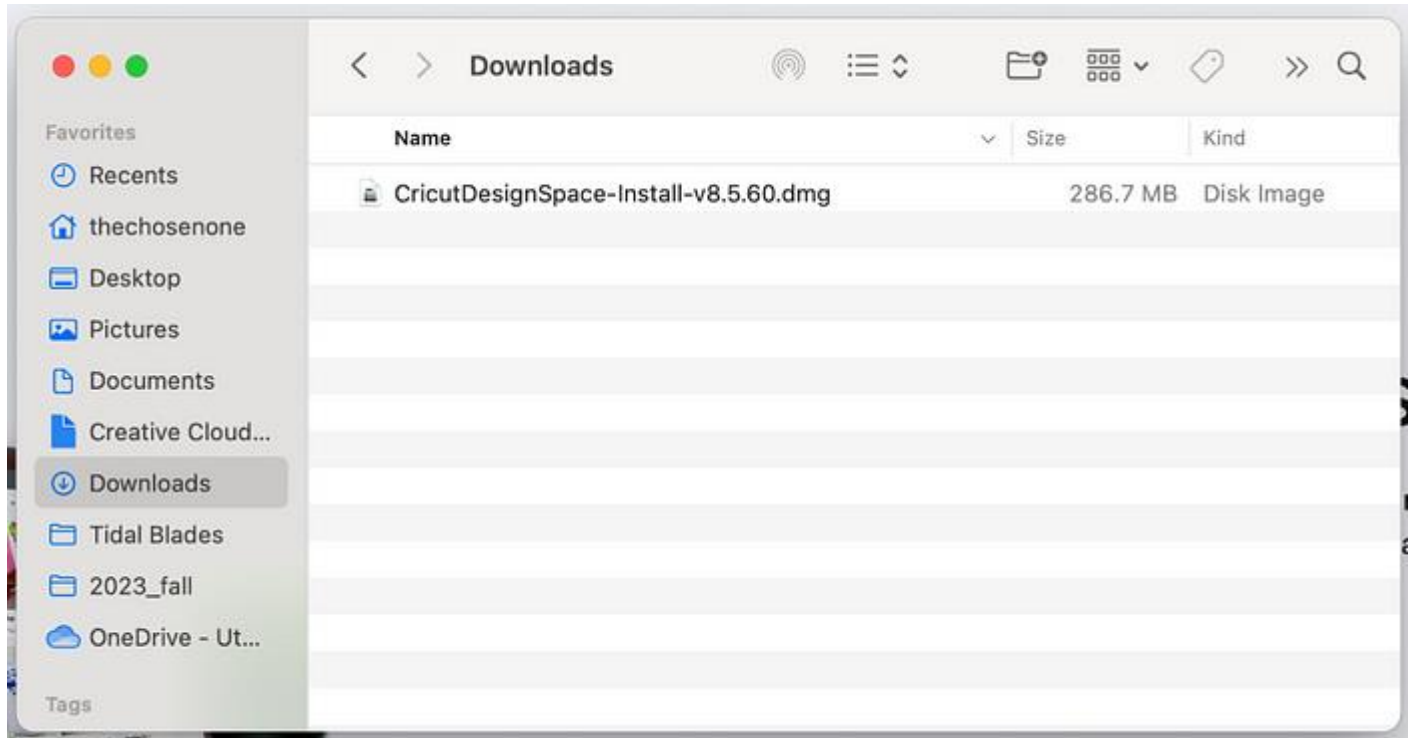 Downloads
Favorites
Recents
thechosenone
Desktop
Pictures
Documents
Creative Cloud...
Downloads
Tidal Blades
2023_fall
OneDrive - Ut...
Tags
Name Size Kind
CricutDesignSpace-Install-v8.5.60.dmg 286.7 MB Disk Image